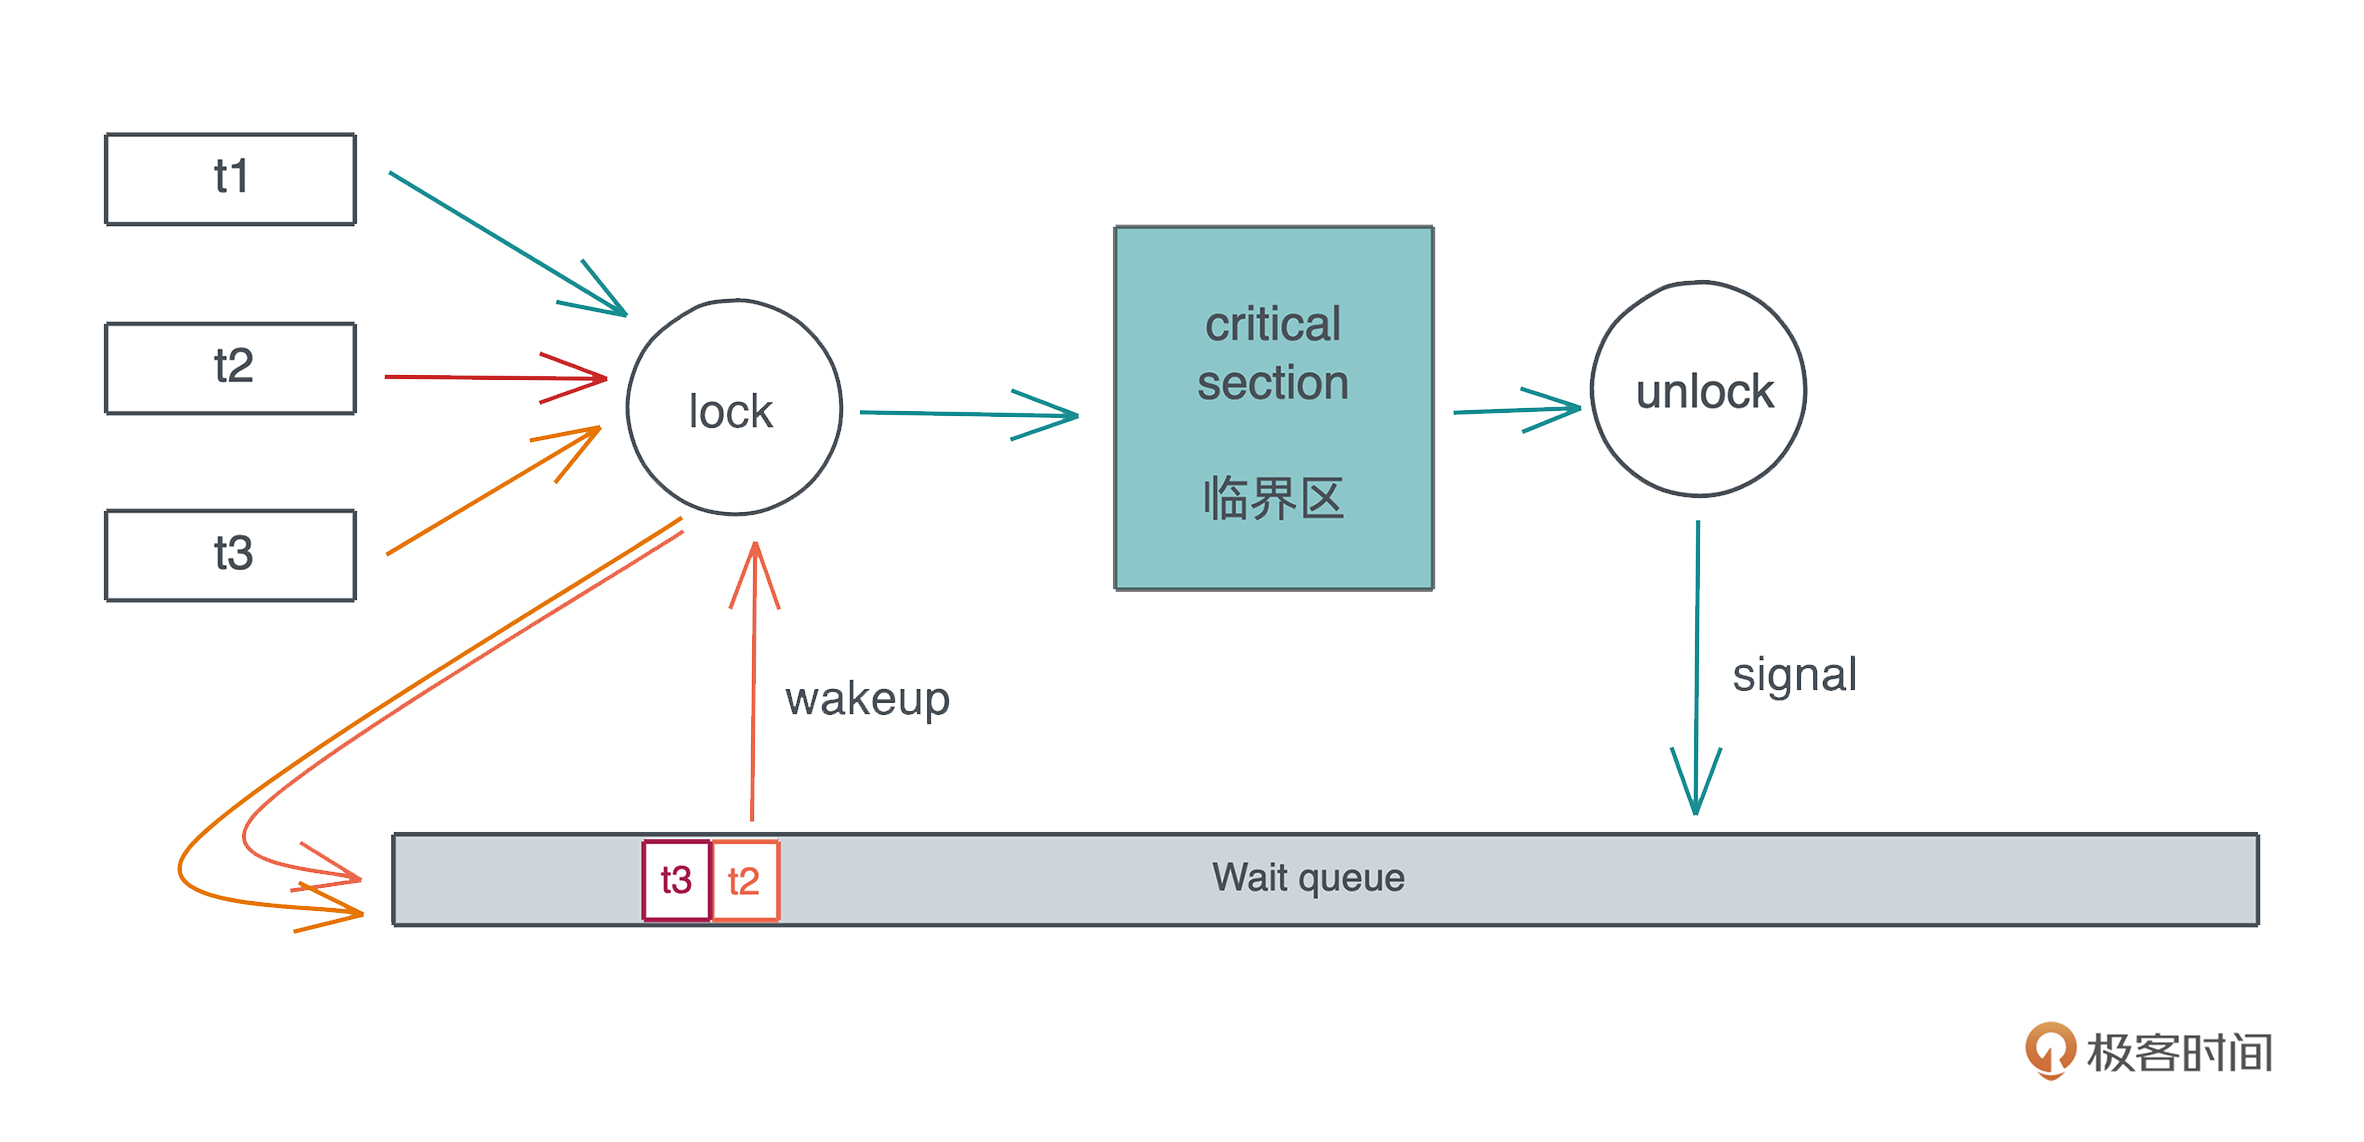 t1
t2
t3
lock
critical
section
临界区
unlock
wakeup
signal
t3
t2
Wait queue
极客时间